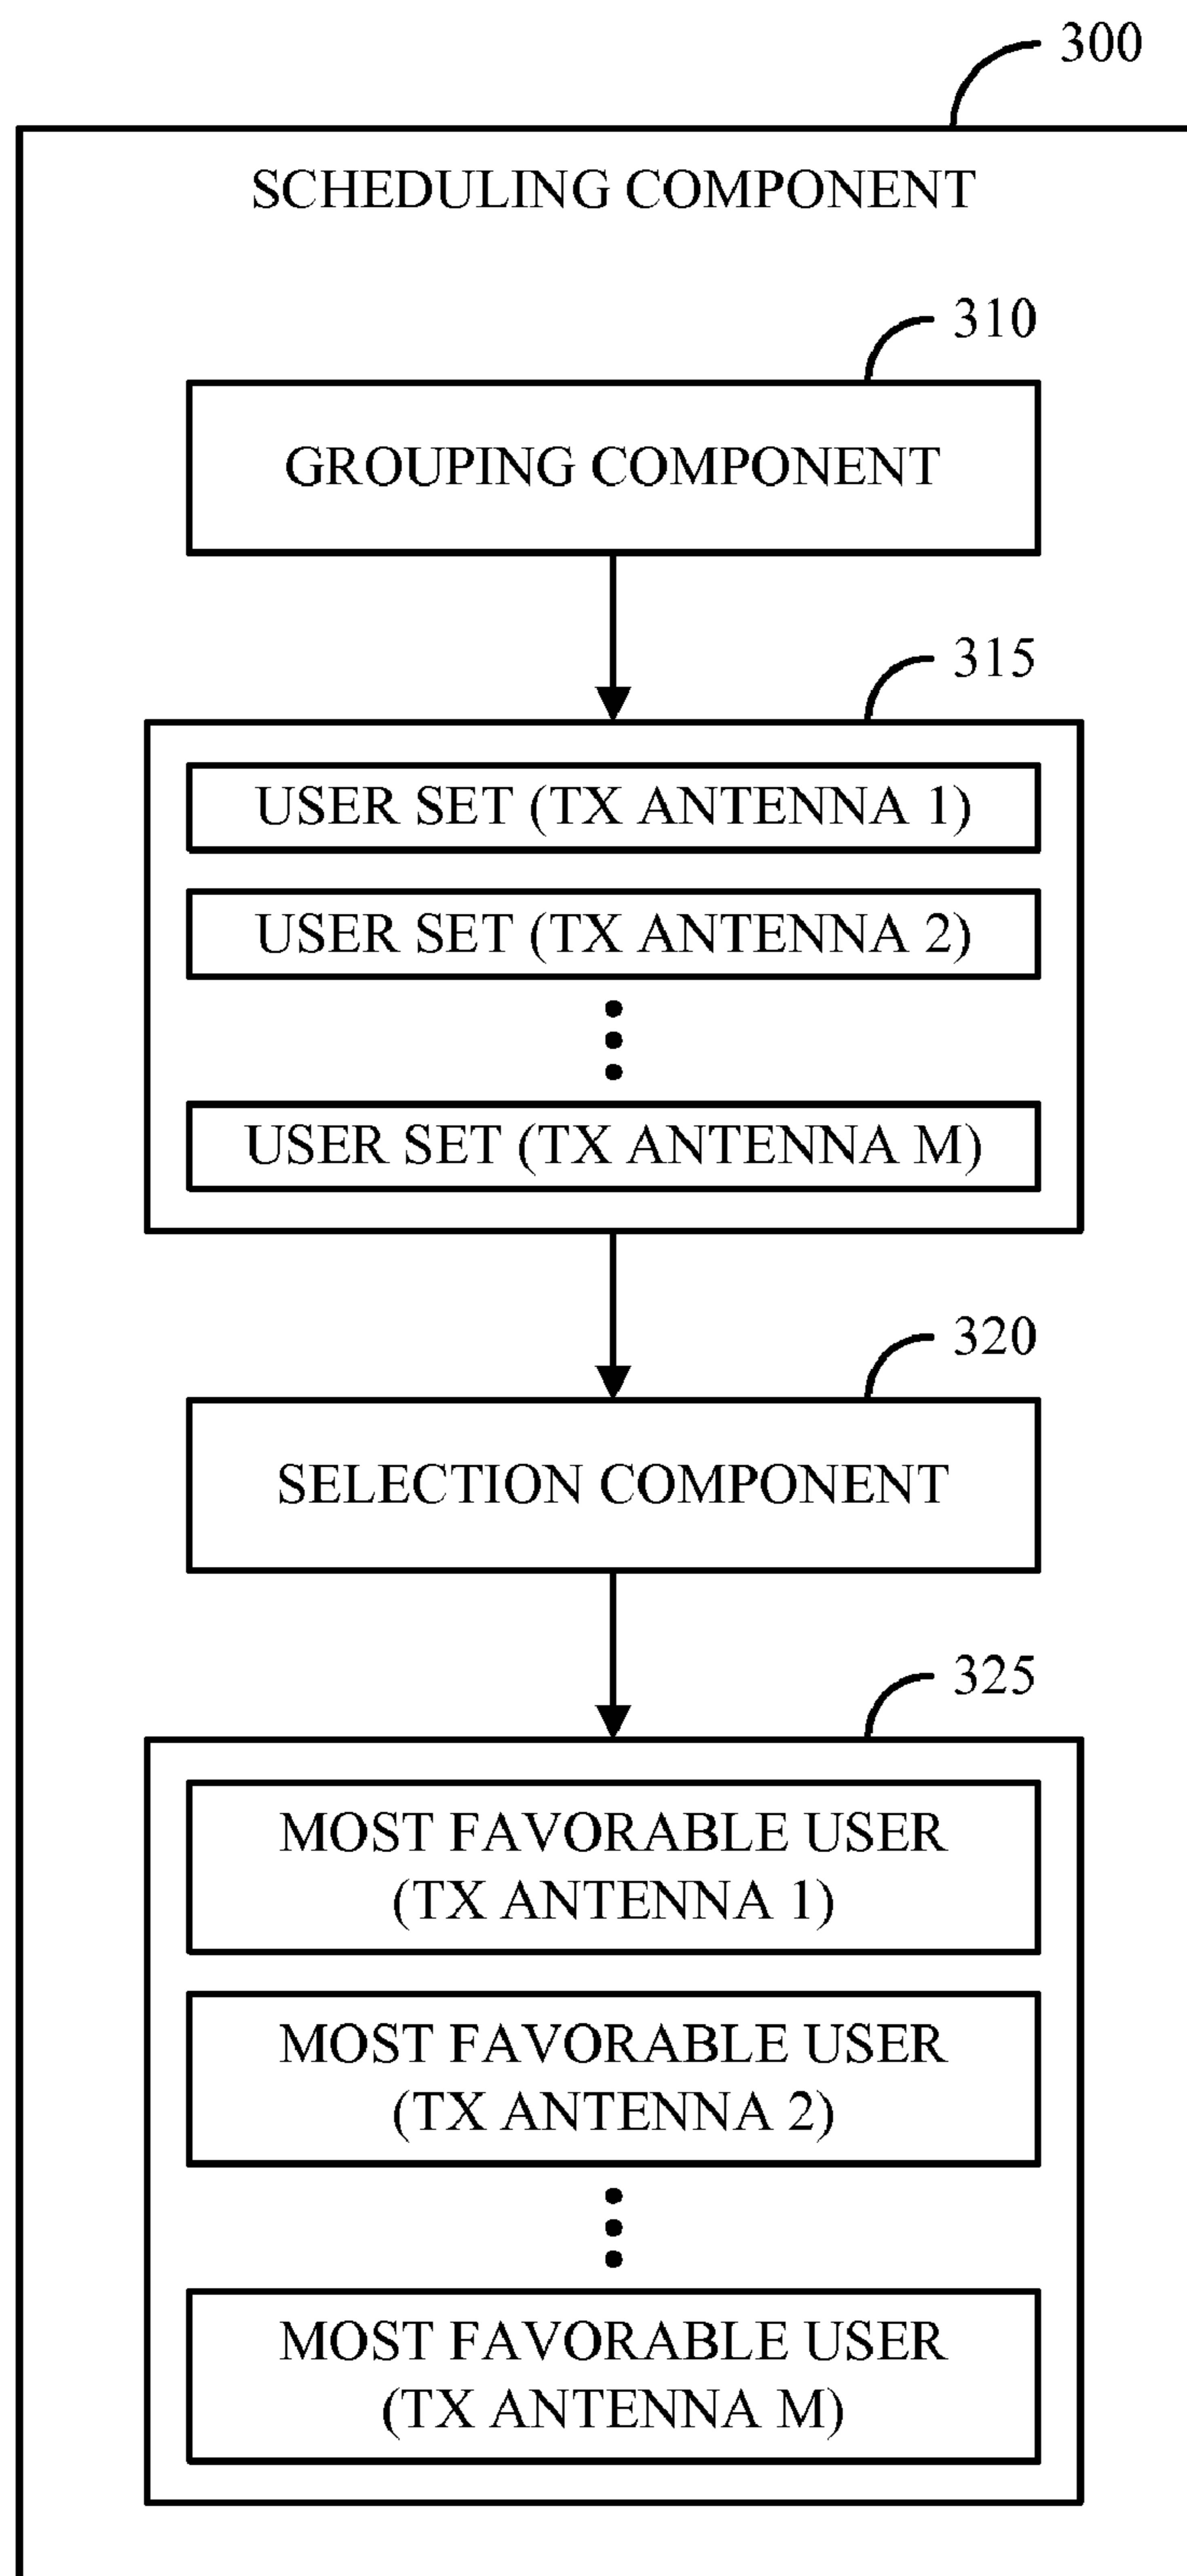 300
SCHEDULING COMPONENT
310
GROUPING COMPONENT
315
USER SET (TX ANTENNA 1)
USER SET (TX ANTENNA 2)
USER SET (TX ANTENNA M)
320
SELECTION COMPONENT
325
MOST FAVORABLE USER
(TX ANTENNA 1)
MOST FAVORABLE USER
(TX ANTENNA 2)
MOST FAVORABLE USER
(TX ANTENNA M)